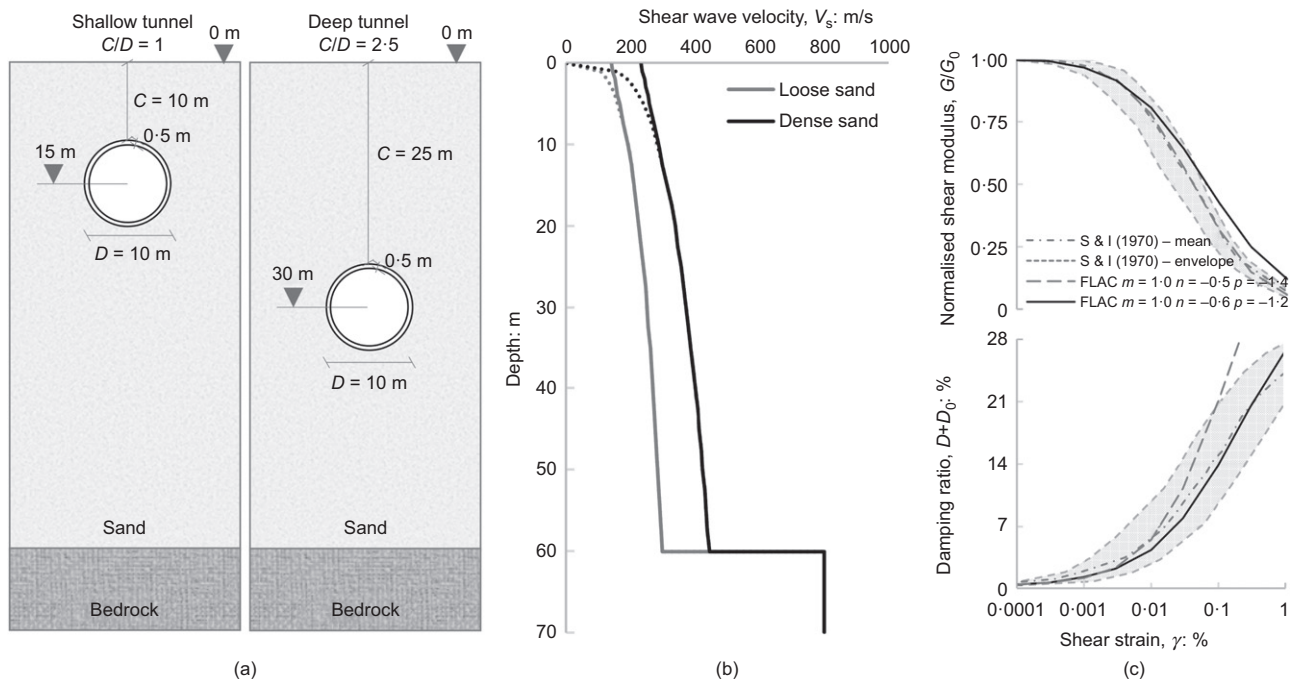 Shallow tunnel
C/D = 1
0 m
C = 10 m
0·5 m
15 m
D = 10 m
Sand
Bedrock
Deep tunnel
C/D = 2·5
0 m
C = 25 m
0·5 m
30 m
D = 10 m
Sand
Bedrock
(a)
Shear wave velocity, Vs: m/s
0 200 400 600 800 1000
Depth: m
0
10
20
30
40
50
60
70
Loose sand
Dense sand
(b)
Normalised shear modulus, G/G0
1·00
0·75
0·50
0·25
0
S & I (1970) – mean
S & I (1970) – envelope
FLAC m = 1·0 n = –0·5 p = –1·4
FLAC m = 1·0 n = –0·6 p = –1·2
Damping ratio, D+D0: %
28
21
14
7
0
0·0001 0·001 0·01 0·1 1
Shear strain, γ: %
(c)